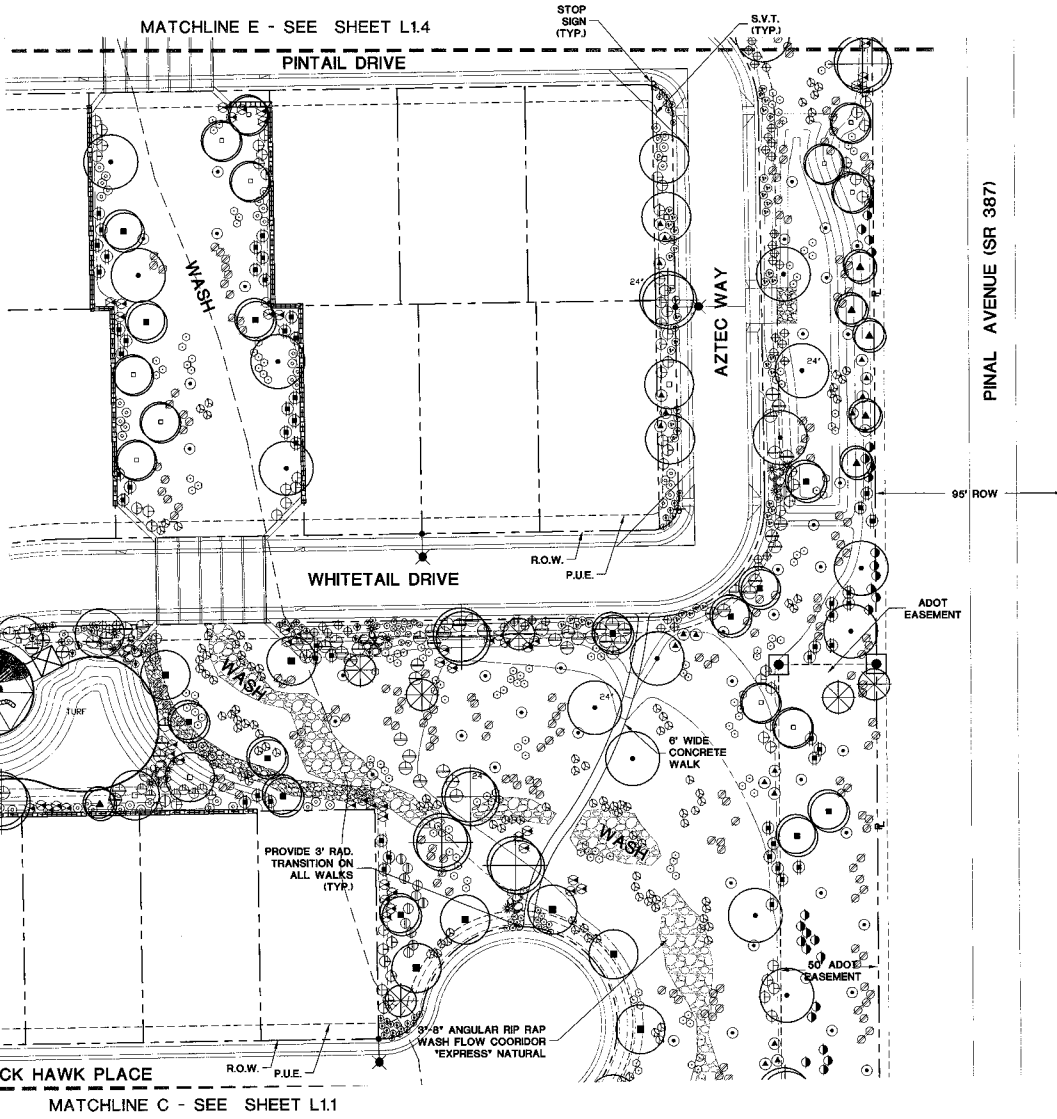 MATCHLINE E - SEE SHEET L1.4
STOP
SIGN
(TYP.)
S.V.T.
(TYP.)
PINTAIL DRIVE
WASH
24"
AZTEC WAY
24"
PINAL AVENUE (SR 387)
95' ROW
R.O.W.
P.U.E.
WHITETAIL DRIVE
ADOT
EASEMENT
WASH
TURF
24"
6' WIDE
CONCRETE
WALK
24"
WASH
PROVIDE 3' RAD.
TRANSITION ON
ALL WALKS
(TYP.)
50' ADOT
EASEMENT
3"-8" ANGULAR RIP RAP
WASH FLOW COORIDOR
"EXPRESS" NATURAL
CK HAWK PLACE
R.O.W.
P.U.E.
MATCHLINE C - SEE SHEET L1.1